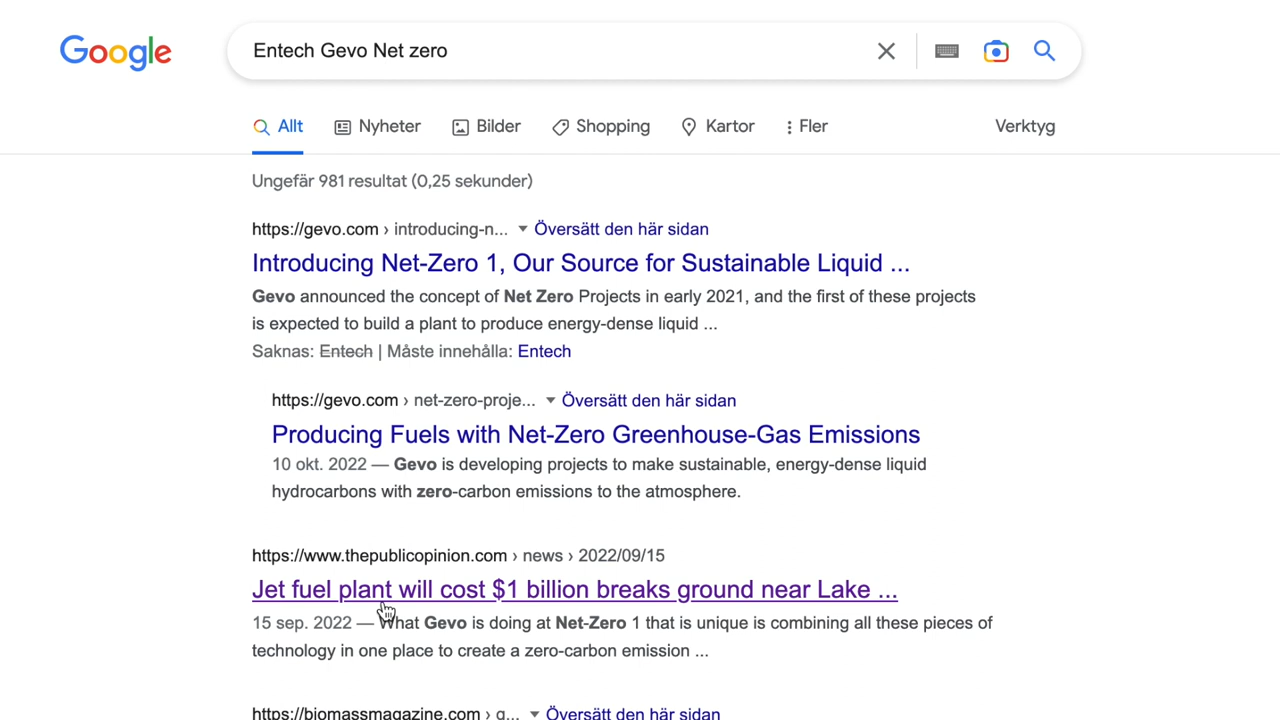 Google
Entech Gevo Net zero
Allt Nyheter Bilder Shopping Kartor Fler Verktyg
Ungefär 981 resultat (0,25 sekunder)
https://gevo.com › introducing-n... Översätt den här sidan
Introducing Net-Zero 1, Our Source for Sustainable Liquid ...
Gevo announced the concept of Net Zero Projects in early 2021, and the first of these projects
is expected to build a plant to produce energy-dense liquid ...
Saknas: Entech | Måste innehålla: Entech
https://gevo.com › net-zero-proje... Översätt den här sidan
Producing Fuels with Net-Zero Greenhouse-Gas Emissions
10 okt. 2022 — Gevo is developing projects to make sustainable, energy-dense liquid
hydrocarbons with zero-carbon emissions to the atmosphere.
https://www.thepublicopinion.com › news › 2022/09/15
Jet fuel plant will cost $1 billion breaks ground near Lake ...
15 sep. 2022 — What Gevo is doing at Net-Zero 1 that is unique is combining all these pieces of
technology in one place to create a zero-carbon emission ...
https://biomassmagazine.com › g... Översätt den här sidan